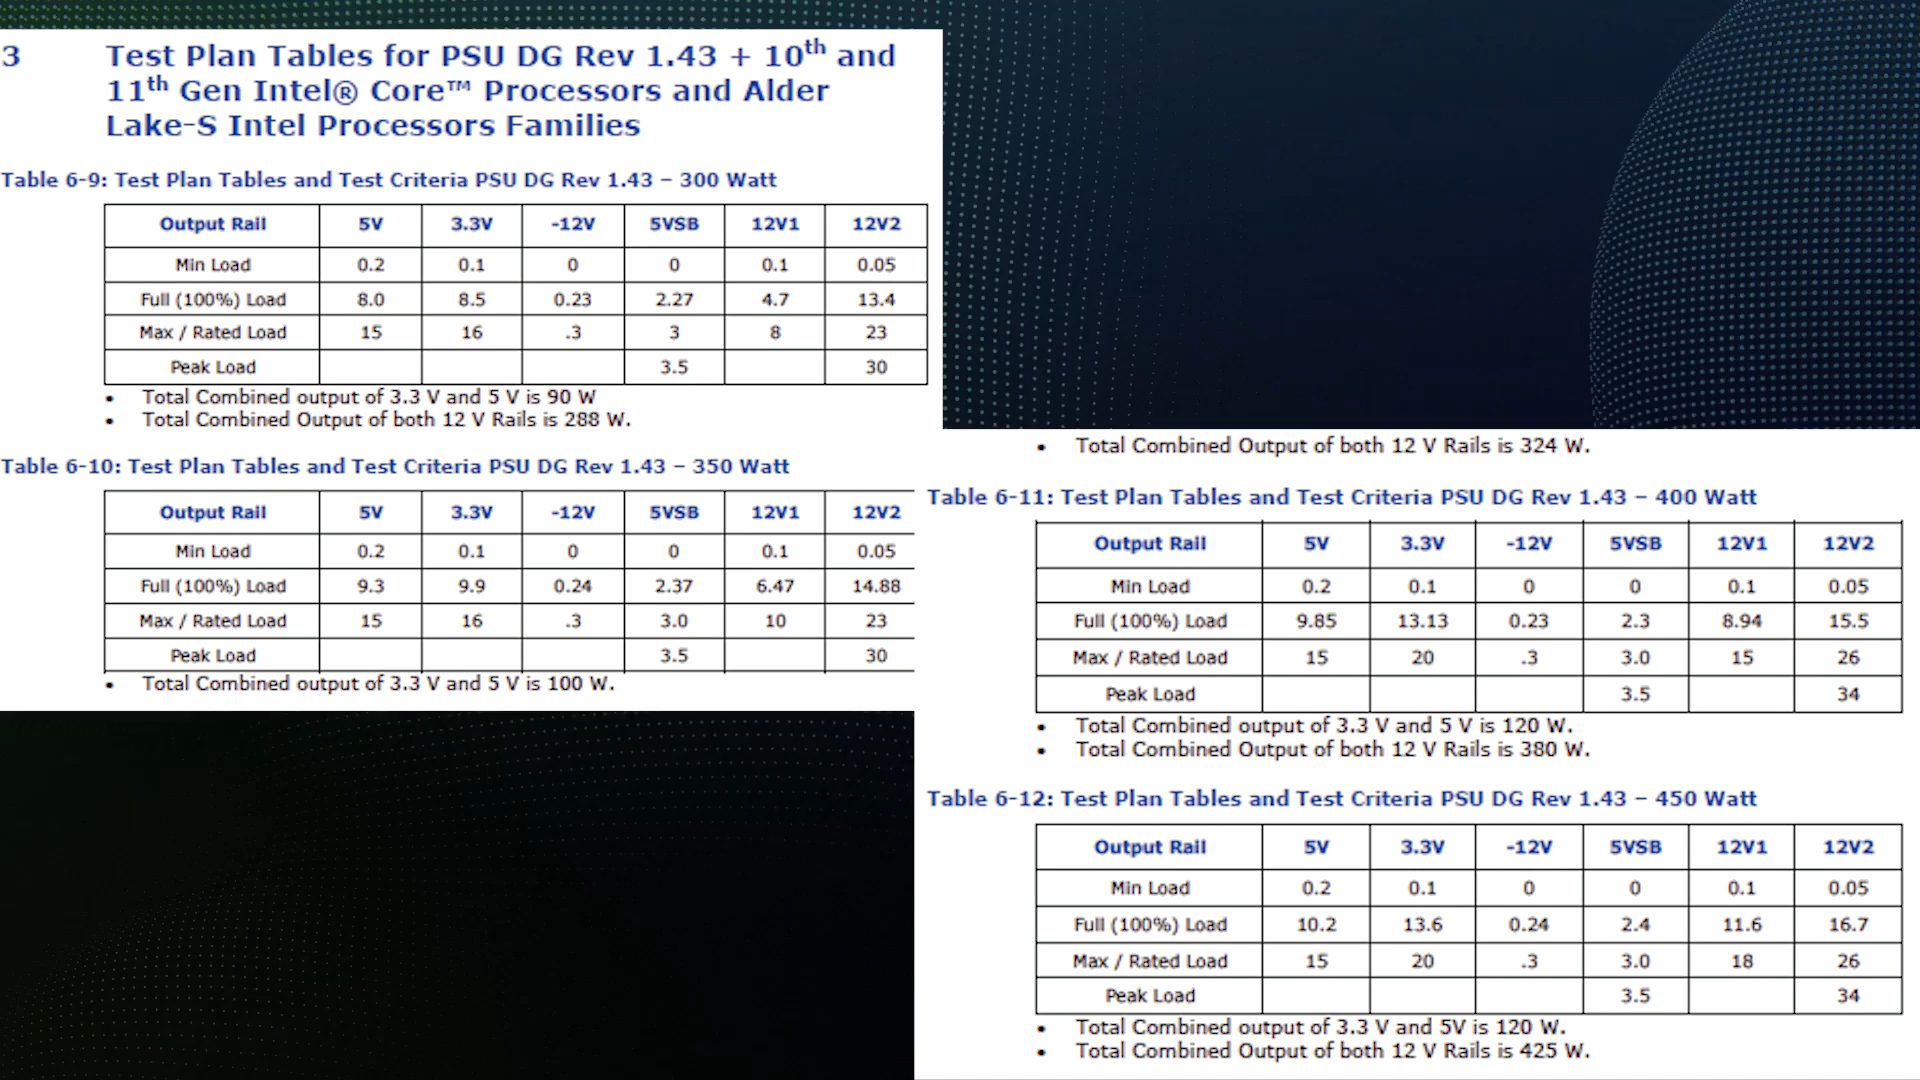 3 Test Plan Tables for PSU DG Rev 1.43 + 10th and
11th Gen Intel® Core™ Processors and Alder
Lake-S Intel Processors Families
Table 6-9: Test Plan Tables and Test Criteria PSU DG Rev 1.43 – 300 Watt
Output Rail 5V 3.3V -12V 5VSB 12V1 12V2
Min Load 0.2 0.1 0 0 0.1 0.05
Full (100%) Load 8.0 8.5 0.23 2.27 4.7 13.4
Max / Rated Load 15 16 .3 3 8 23
Peak Load 3.5 30
• Total Combined output of 3.3 V and 5 V is 90 W
• Total Combined Output of both 12 V Rails is 288 W.
Table 6-10: Test Plan Tables and Test Criteria PSU DG Rev 1.43 – 350 Watt
Output Rail 5V 3.3V -12V 5VSB 12V1 12V2
Min Load 0.2 0.1 0 0 0.1 0.05
Full (100%) Load 9.3 9.9 0.24 2.37 6.47 14.88
Max / Rated Load 15 16 .3 3.0 10 23
Peak Load 3.5 30
• Total Combined output of 3.3 V and 5 V is 100 W.
• Total Combined Output of both 12 V Rails is 324 W.
Table 6-11: Test Plan Tables and Test Criteria PSU DG Rev 1.43 – 400 Watt
Output Rail 5V 3.3V -12V 5VSB 12V1 12V2
Min Load 0.2 0.1 0 0 0.1 0.05
Full (100%) Load 9.85 13.13 0.23 2.3 8.94 15.5
Max / Rated Load 15 20 .3 3.0 15 26
Peak Load 3.5 34
• Total Combined output of 3.3 V and 5 V is 120 W.
• Total Combined Output of both 12 V Rails is 380 W.
Table 6-12: Test Plan Tables and Test Criteria PSU DG Rev 1.43 – 450 Watt
Output Rail 5V 3.3V -12V 5VSB 12V1 12V2
Min Load 0.2 0.1 0 0 0.1 0.05
Full (100%) Load 10.2 13.6 0.24 2.4 11.6 16.7
Max / Rated Load 15 20 .3 3.0 18 26
Peak Load 3.5 34
• Total Combined output of 3.3 V and 5V is 120 W.
• Total Combined Output of both 12 V Rails is 425 W.